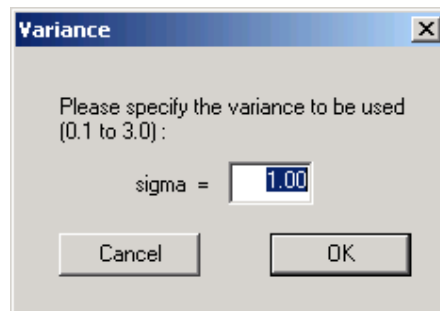 Variance
Please specify the variance to be used
(0.1 to 3.0) :
sigma = 1.00
Cancel OK